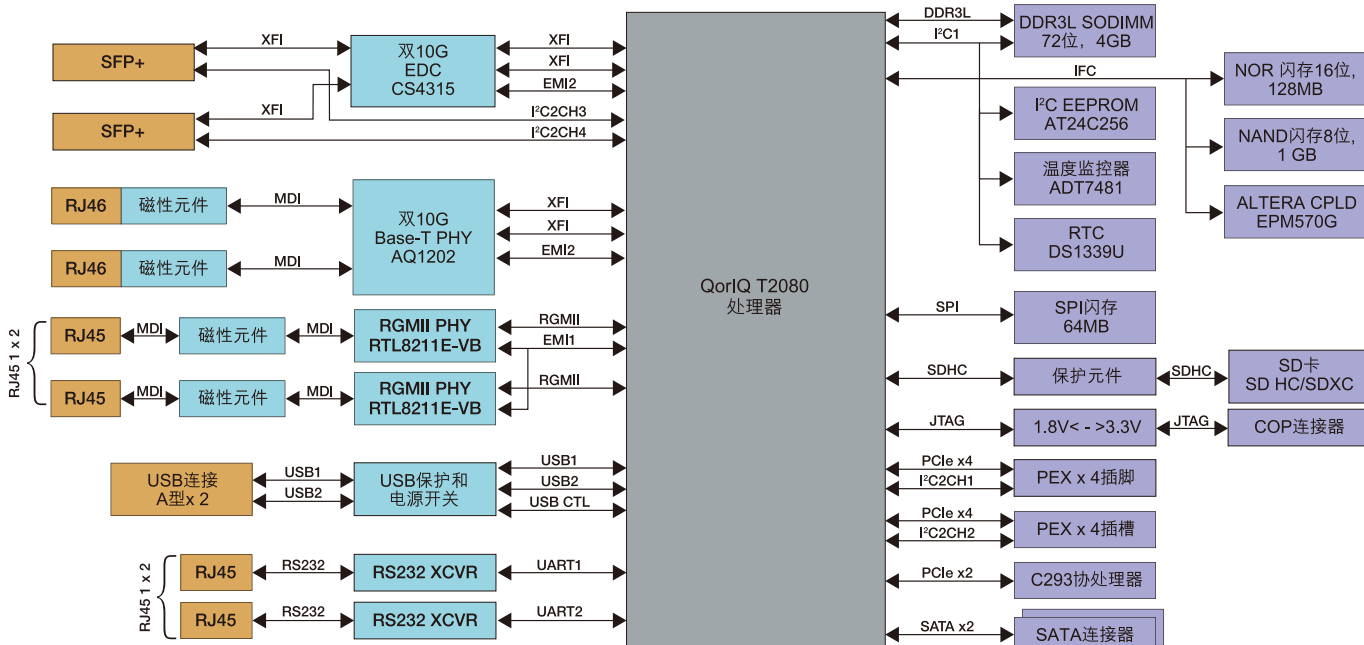 SFP+
XFI
双10G
EDC
CS4315
XFI
XFI
EMI2
SFP+
XFI
I²C2CH3
I²C2CH4
RJ46
磁性元件
MDI
双10G
Base-T PHY
AQ1202
XFI
XFI
EMI2
RJ46
磁性元件
MDI
RJ45 1 x 2
RJ45
MDI
磁性元件
MDI
RGMII PHY
RTL8211E-VB
RGMII
EMI1
RJ45
MDI
磁性元件
MDI
RGMII PHY
RTL8211E-VB
RGMII
USB连接
A型x 2
USB1
USB2
USB保护和
电源开关
USB1
USB2
USB CTL
RJ45 1 x 2
RJ45
RS232
RS232 XCVR
UART1
RJ45
RS232
RS232 XCVR
UART2
QorIQ T2080
处理器
DDR3L
I²C1
DDR3L SODIMM
72位，4GB
IFC
NOR 闪存16位,
128MB
I²C EEPROM
AT24C256
NAND闪存8位,
1 GB
温度监控器
ADT7481
ALTERA CPLD
EPM570G
RTC
DS1339U
SPI
SPI闪存
64MB
SDHC
保护元件
SDHC
SD卡
SD HC/SDXC
JTAG
1.8V< - >3.3V
JTAG
COP连接器
PCIe x4
I²C2CH1
PEX x 4插脚
PCIe x4
I²C2CH2
PEX x 4插槽
PCIe x2
C293协处理器
SATA x2
SATA连接器